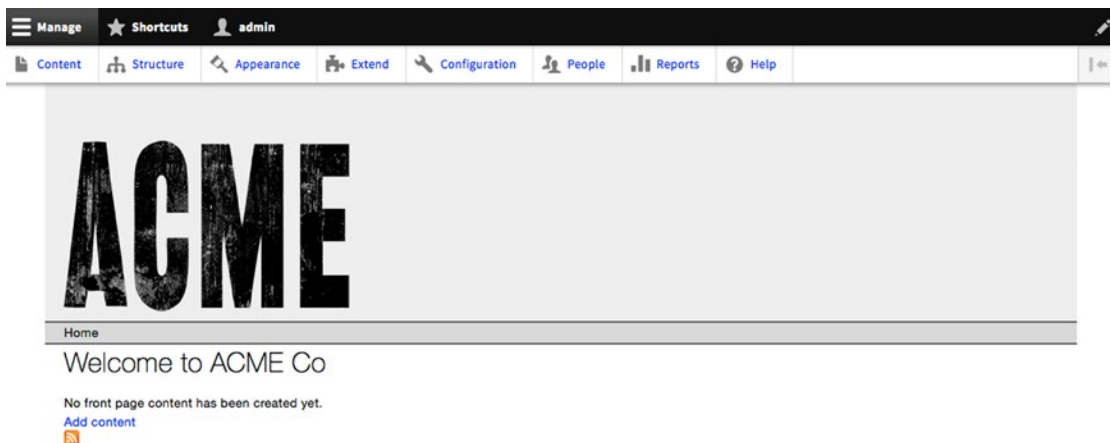 Manage Shortcuts admin
Content Structure Appearance Extend Configuration People Reports Help
ACME
Home
Welcome to ACME Co
No front page content has been created yet.
Add content